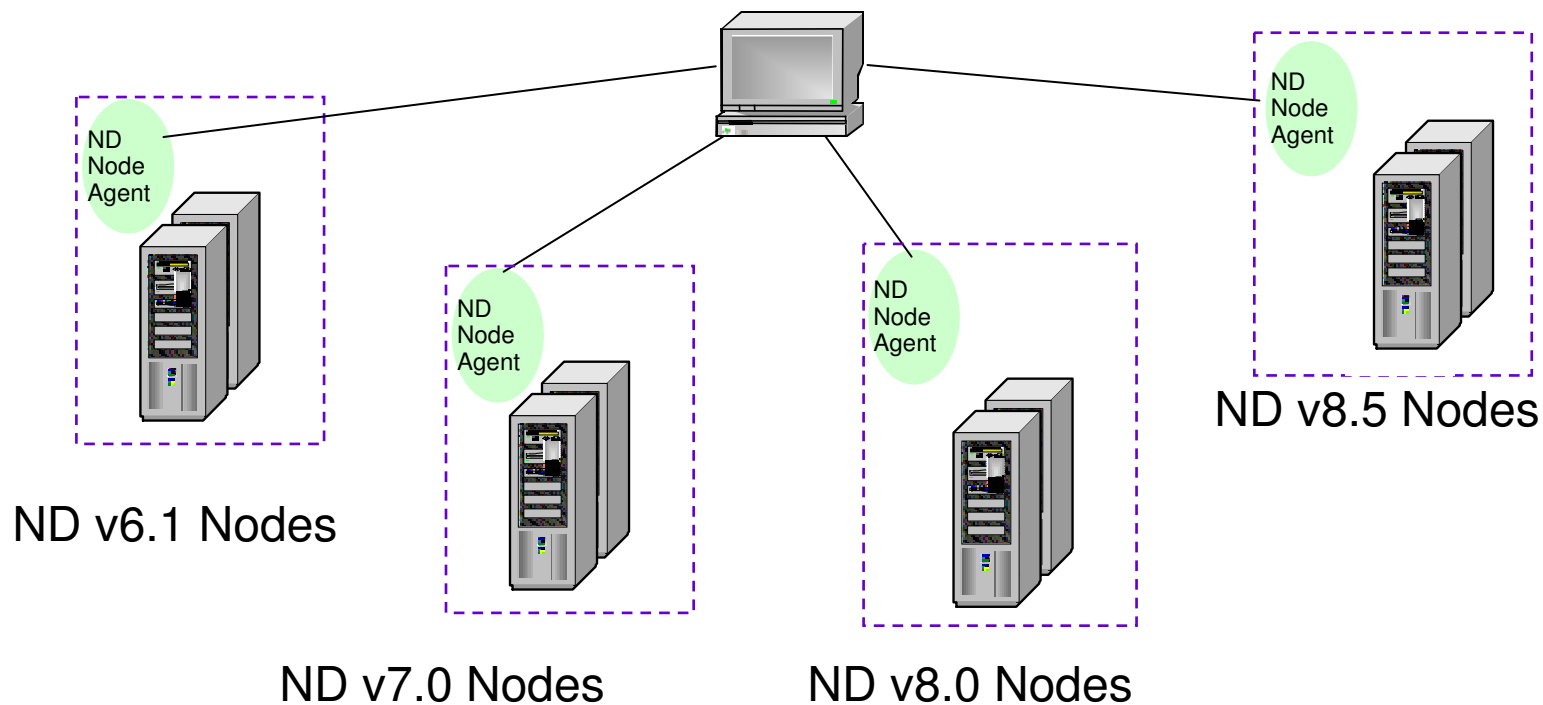 ND
Node
Agent
ND v6.1 Nodes
ND
Node
Agent
ND v7.0 Nodes
ND
Node
Agent
ND v8.0 Nodes
ND
Node
Agent
ND v8.5 Nodes